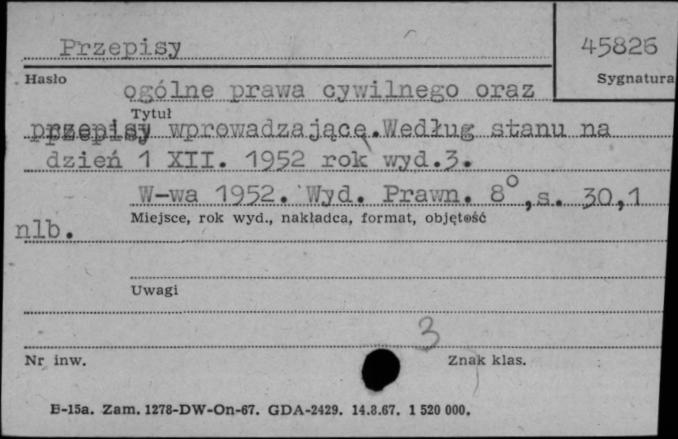 Przepisy
45826
Hasło
Sygnatura
ogólne prawa cywilnego oraz
Tytuł
przepisy wprowadzające.Według stanu na
dzień 1 XII. 1952 rok wyd.3.
W-wa 1952. Wyd. Prawn. 8°,s. 30,1
Miejsce, rok wyd., nakładca, format, objętość
nlb.
Uwagi
3
Nr inw.
Znak klas.
B-15a. Zam. 1278-DW-On-67. GDA-2429. 14.8.67. 1 520 000.